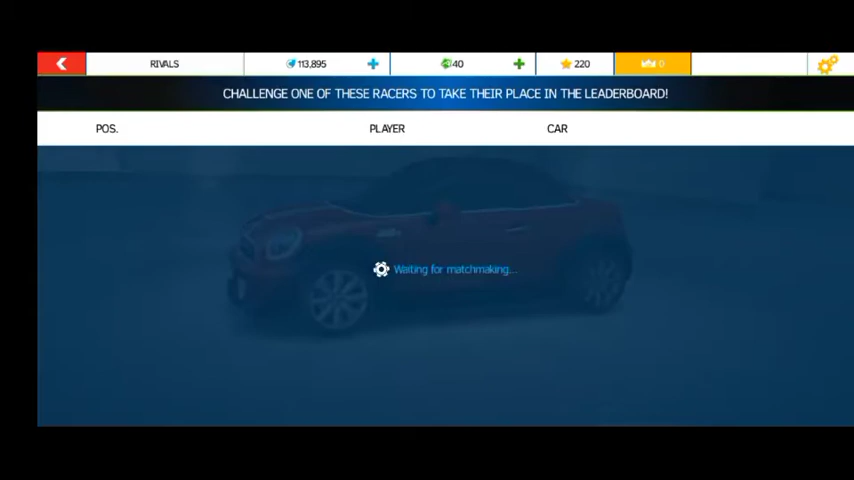 RIVALS 113,895 40 220 0
CHALLENGE ONE OF THESE RACERS TO TAKE THEIR PLACE IN THE LEADERBOARD!
POS. PLAYER CAR
Waiting for matchmaking...